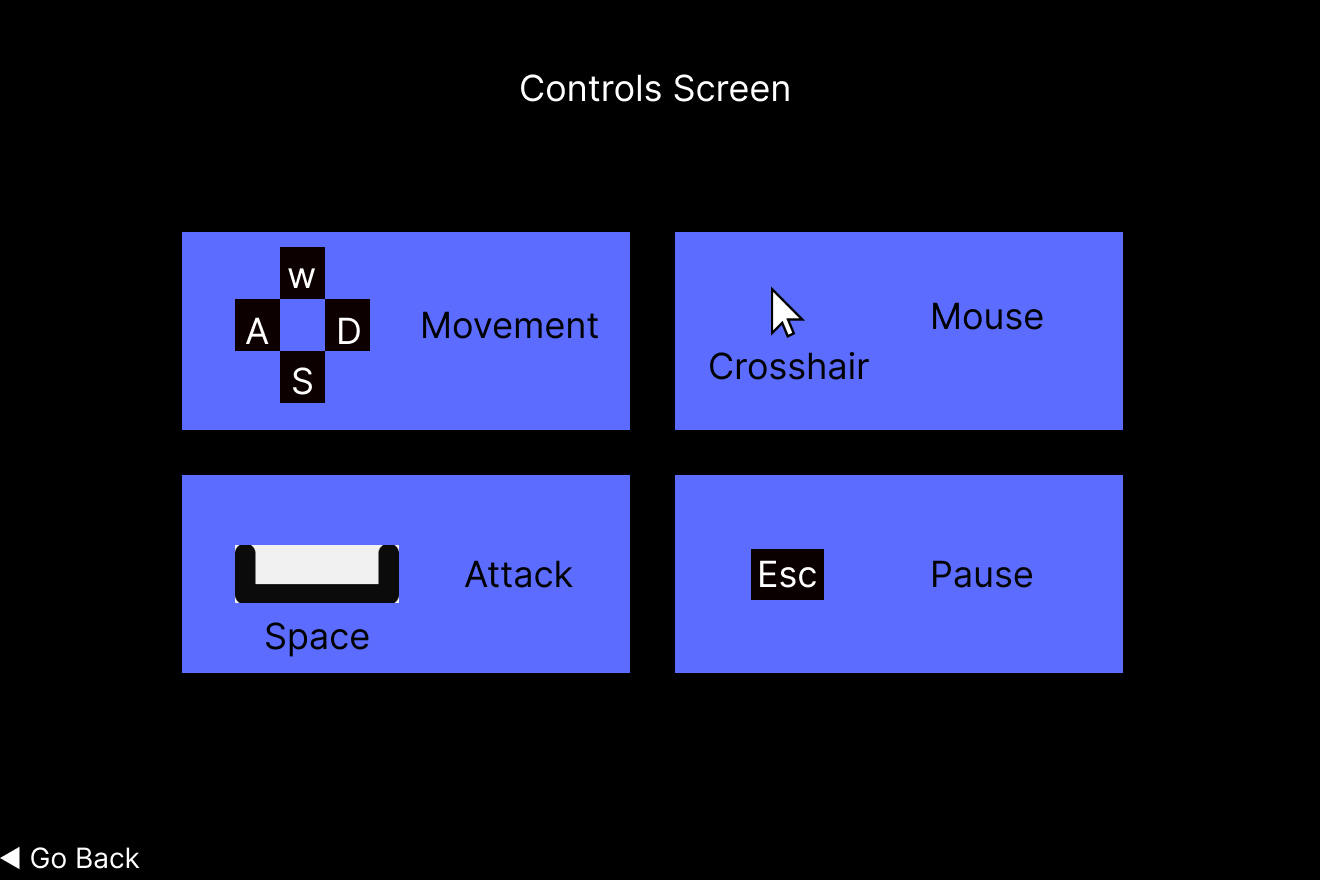 Controls Screen
w
A
D
S
Movement
Mouse
Crosshair
Attack
Space
Esc
Pause
◀ Go Back